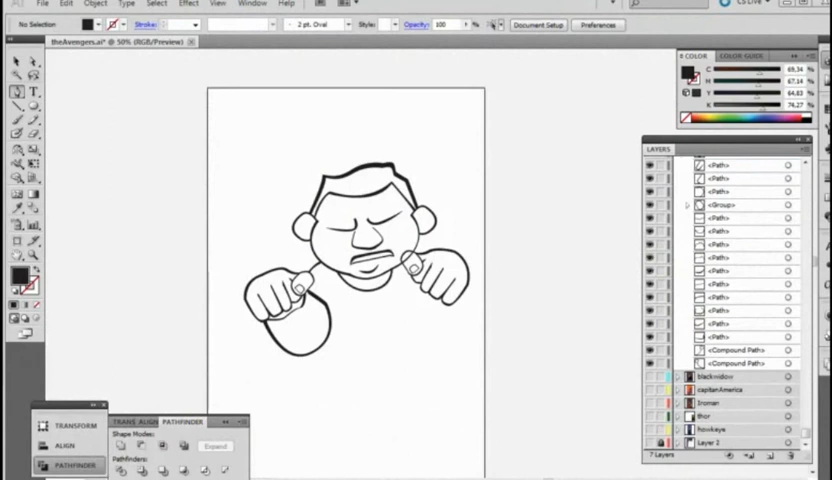 File Edit Object Type Select Effect View Window Help
CS LIVE
No Selection Stroke: 2 pt. Oval Style: Opacity: 100 % Document Setup Preferences
theAvengers.ai* @ 50% (RGB/Preview)
COLOR COLOR GUIDE
C 69,34 %
M 67,14 %
Y 64,83 %
K 74,27 %
LAYERS
<Path>
<Path>
<Path>
<Group>
<Path>
<Path>
<Path>
<Path>
<Path>
<Path>
<Path>
<Path>
<Path>
<Path>
<Compound Path>
<Compound Path>
blackwidow
capitanAmerica
Ironman
thor
hawkeye
Layer 2
7 Layers
TRANSFORM
ALIGN
PATHFINDER
TRANS ALIGN PATHFINDER
Shape Modes:
Expand
Pathfinders: